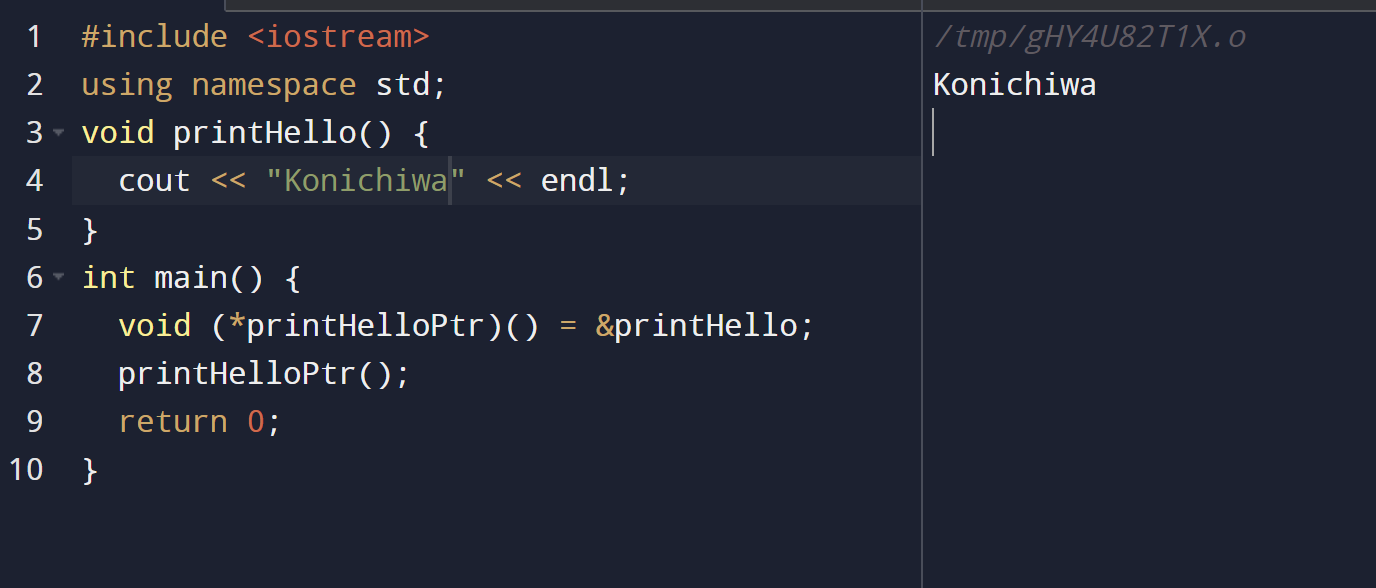 1 #include <iostream>
2 using namespace std;
3 void printHello() {
4   cout << "Konichiwa" << endl;
5 }
6 int main() {
7   void (*printHelloPtr)() = &printHello;
8   printHelloPtr();
9   return 0;
10 }
/tmp/gHY4U82T1X.o
Konichiwa